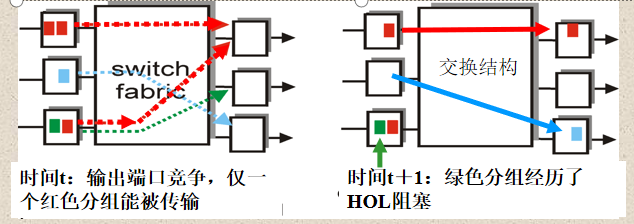 switch
fabric
交换结构
时间t：输出端口竞争，仅一
个红色分组能被传输
时间t＋1：绿色分组经历了
HOL阻塞